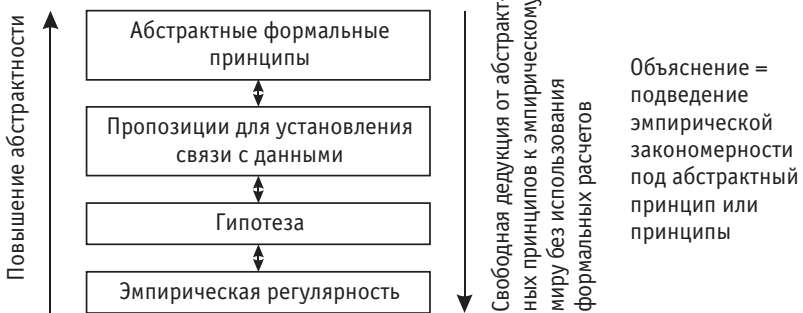 Повышение абстрактности
Абстрактные формальные
принципы
Пропозиции для установления
связи с данными
Гипотеза
Эмпирическая регулярность
Свободная дедукция от абстракт-
ных принципов к эмпирическому
миру без использования
формальных расчетов
Объяснение =
подведение
эмпирической
закономерности
под абстрактный
принцип или
принципы